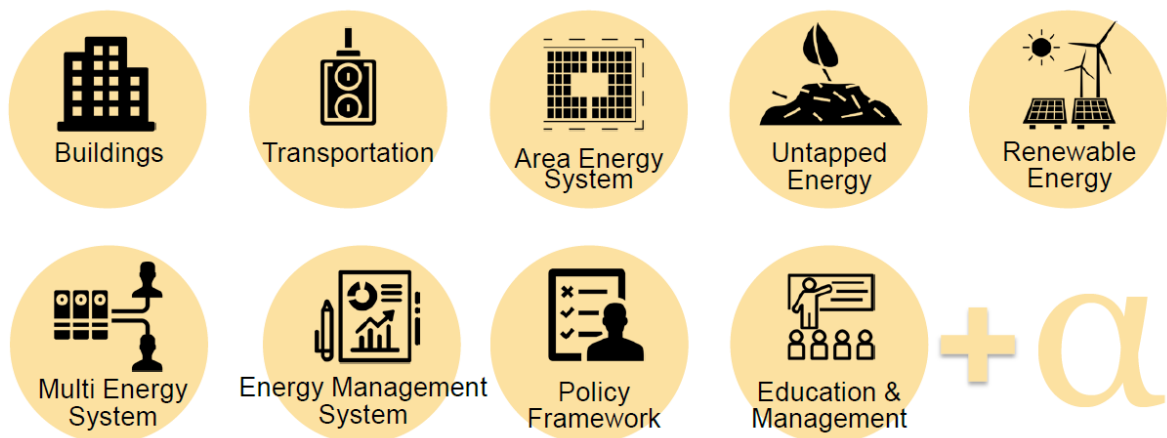 Buildings
Transportation
Area Energy
System
Untapped
Energy
Renewable
Energy
Multi Energy
System
Energy Management
System
Policy
Framework
Education &
Management
+ α